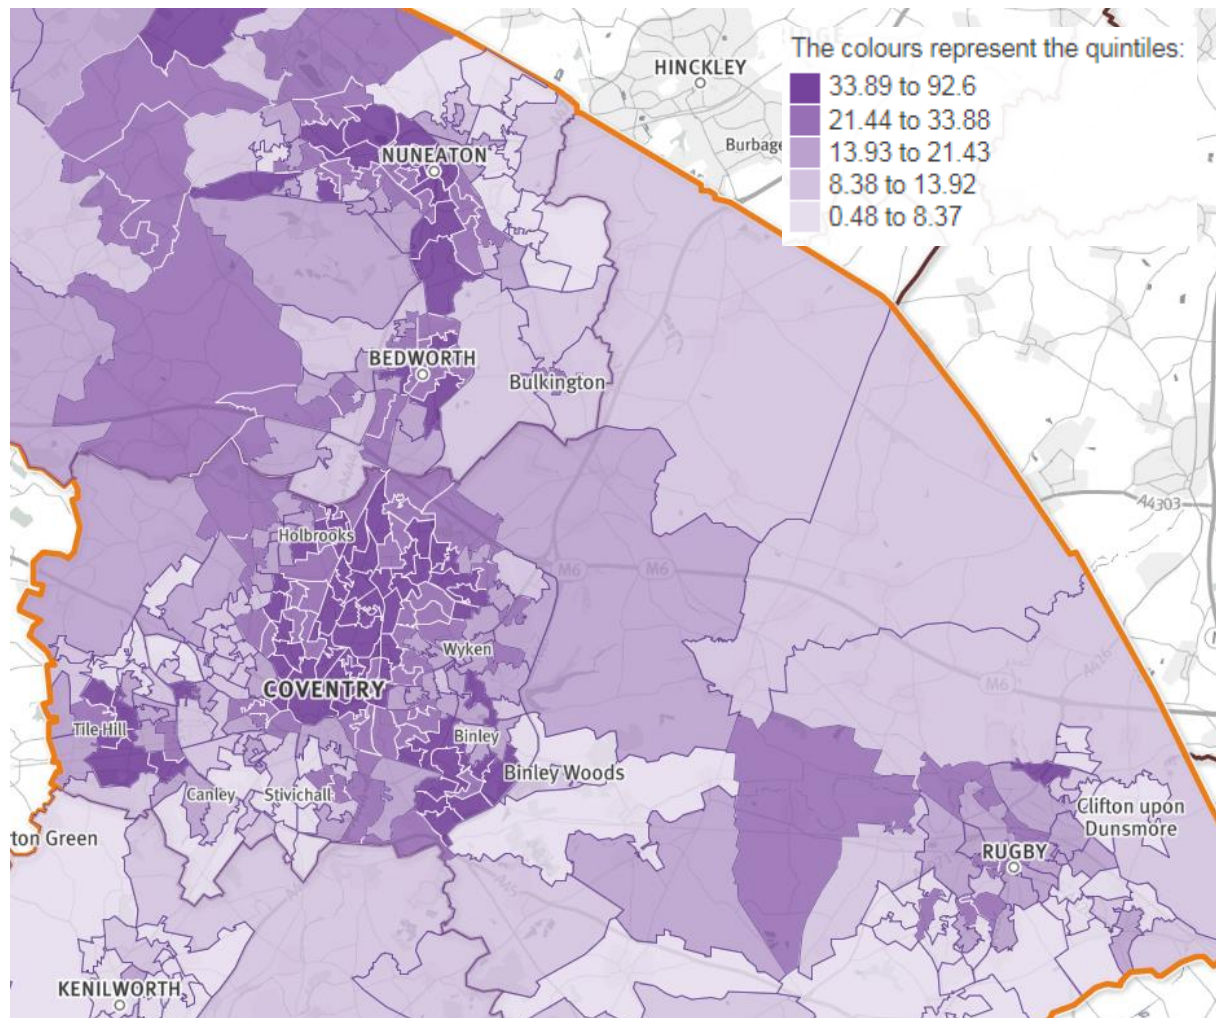 The colours represent the quintiles:
33.89 to 92.6
21.44 to 33.88
13.93 to 21.43
8.38 to 13.92
0.48 to 8.37
HINCKLEY
Burbage
NUNEATON
BEDWORTH
Bulkington
A4303
Holbrooks
M6
M6
Wyken
M6
COVENTRY
Tile Hill
Binley
Binley Woods
Canley
Stivichall
Clifton upon
Dunsmore
rton Green
RUGBY
KENILWORTH